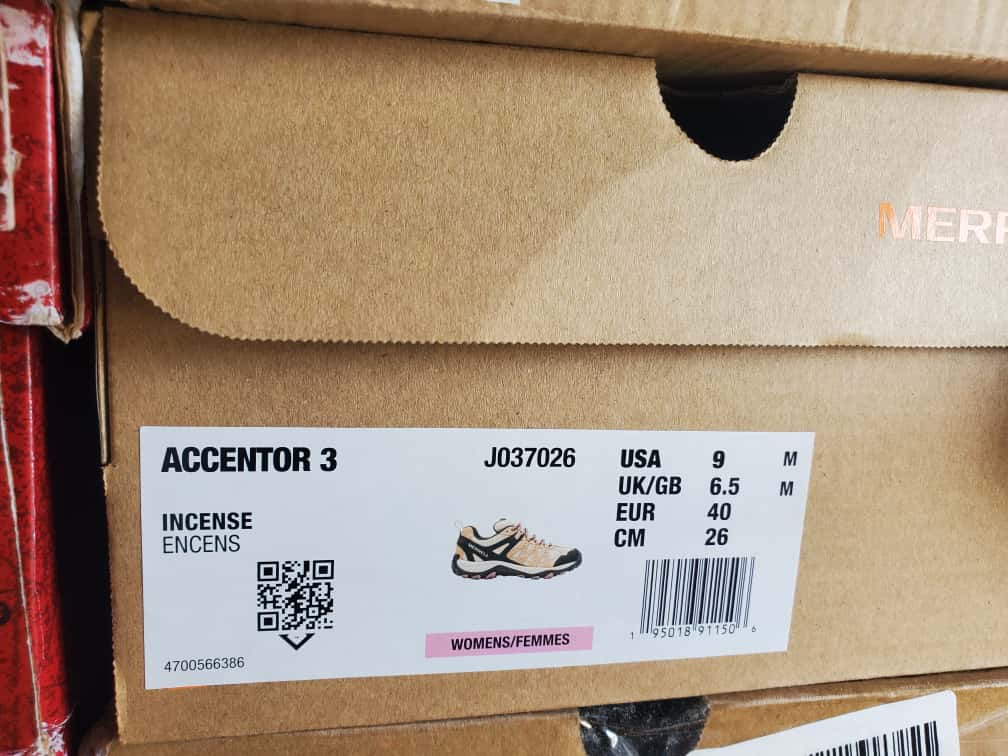 MERR
ACCENTOR 3
J037026
USA 9 M
UK/GB 6.5 M
EUR 40
CM 26
INCENSE
ENCENS
WOMENS/FEMMES
1 95018 91150 6
4700566386